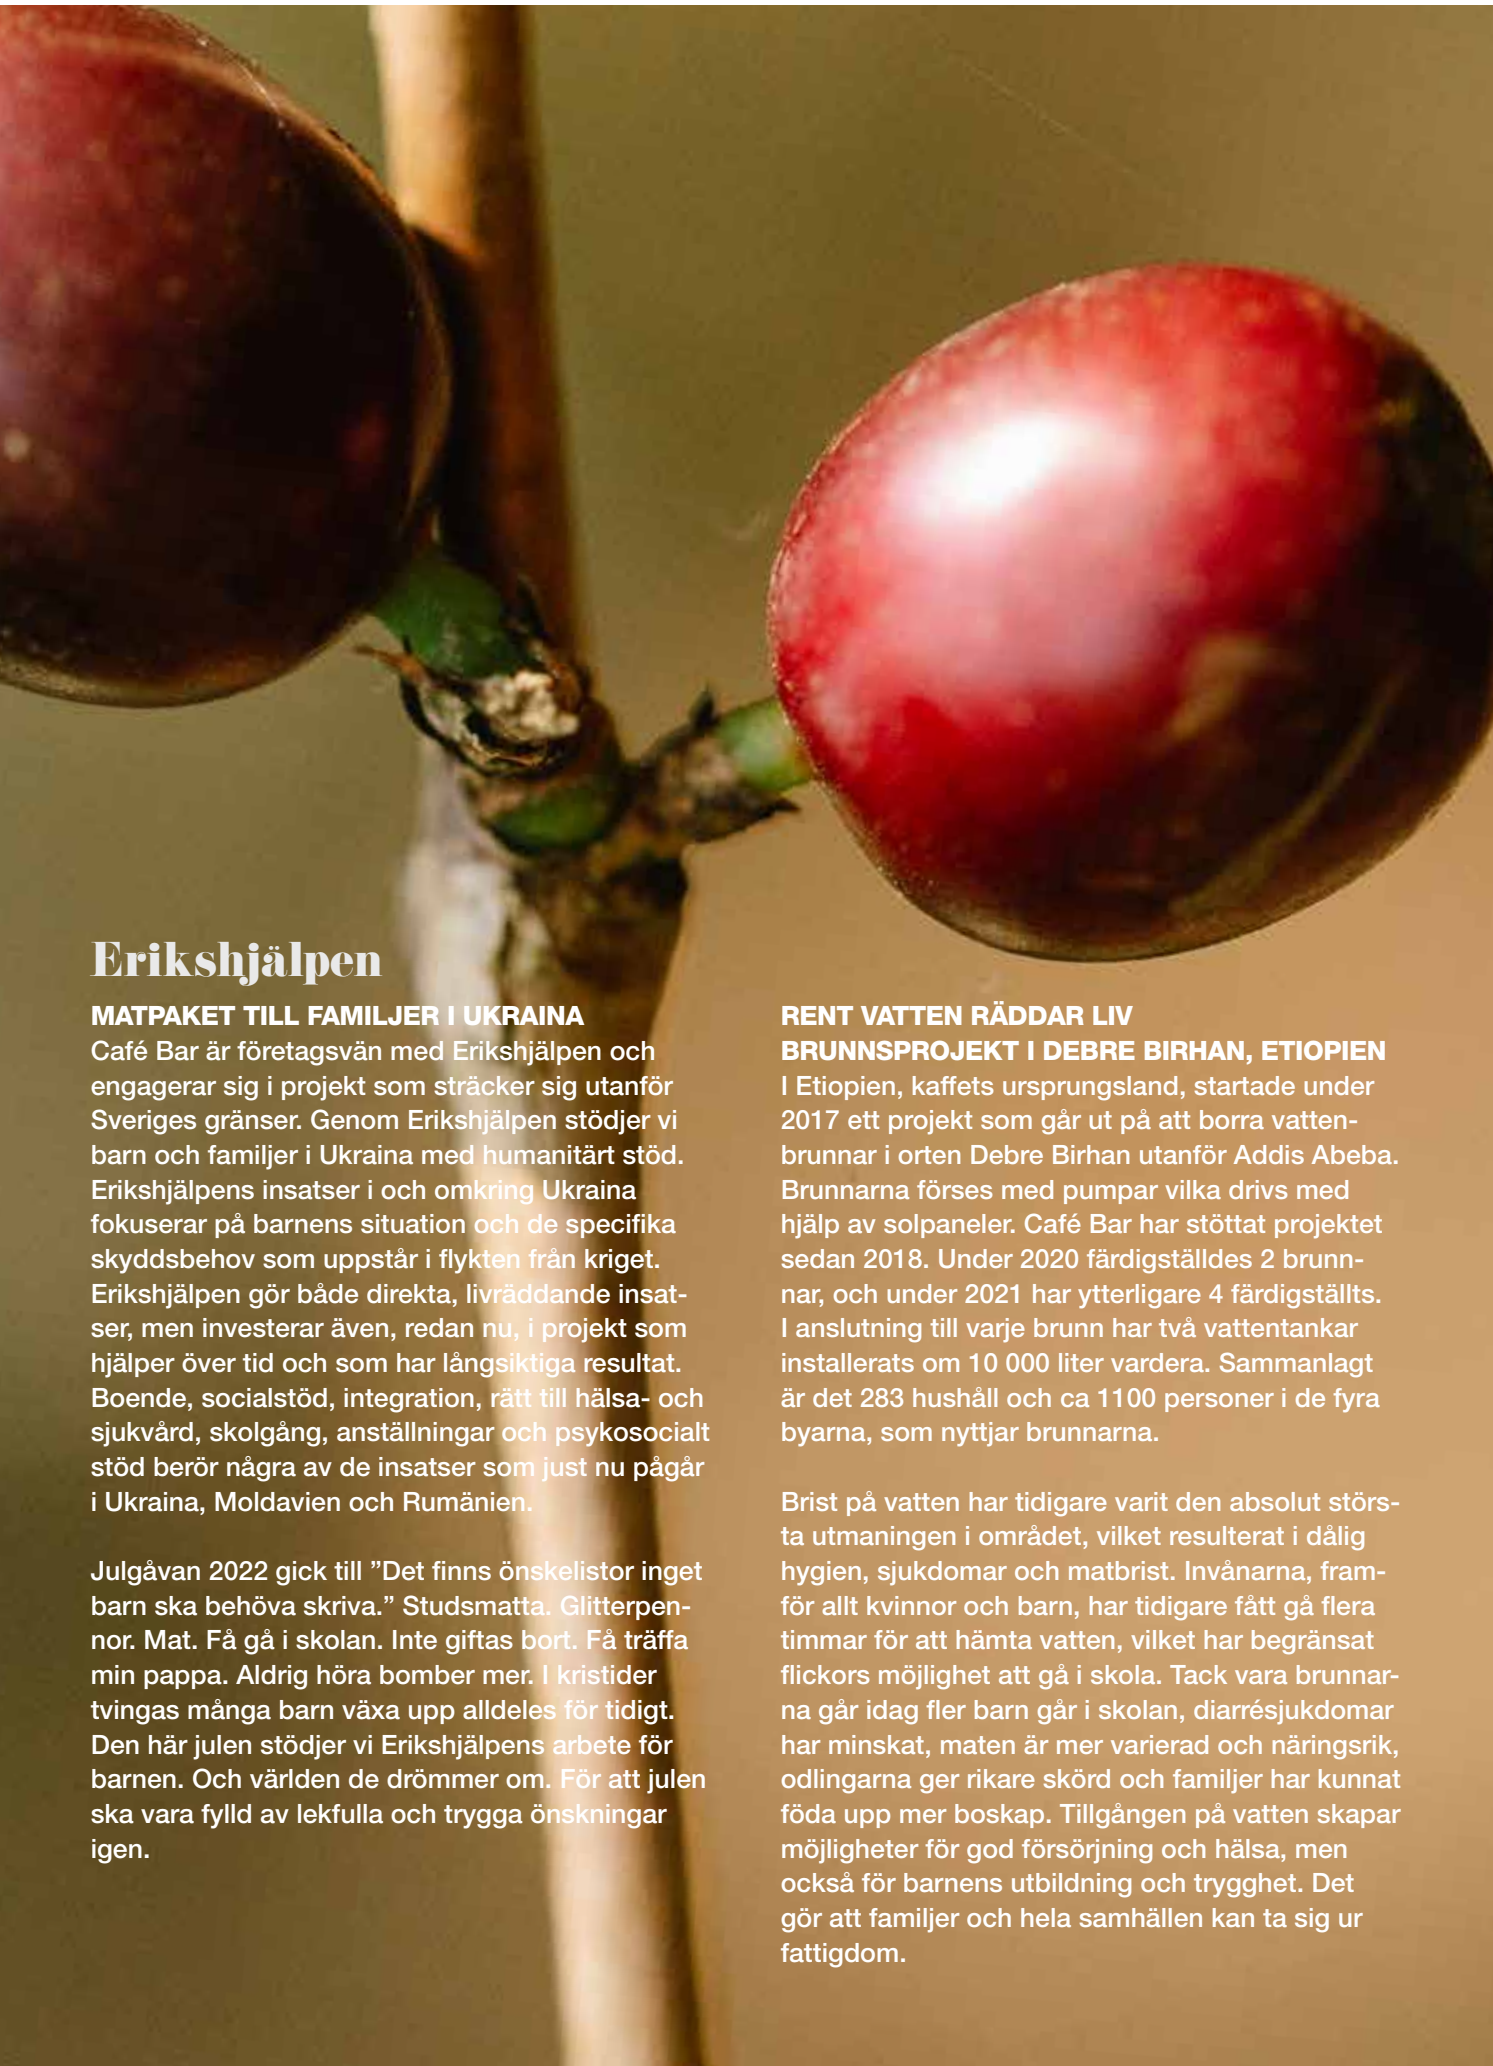 Erikshjälpen
MATPAKET TILL FAMILJER I UKRAINA
Café Bar är företagsvän med Erikshjälpen och
engagerar sig i projekt som sträcker sig utanför
Sveriges gränser. Genom Erikshjälpen stödjer vi
barn och familjer i Ukraina med humanitärt stöd.
Erikshjälpens insatser i och omkring Ukraina
fokuserar på barnens situation och de specifika
skyddsbehov som uppstår i flykten från kriget.
Erikshjälpen gör både direkta, livräddande insat-
ser, men investerar även, redan nu, i projekt som
hjälper över tid och som har långsiktiga resultat.
Boende, socialstöd, integration, rätt till hälsa- och
sjukvård, skolgång, anställningar och psykosocialt
stöd berör några av de insatser som just nu pågår
i Ukraina, Moldavien och Rumänien.
Julgåvan 2022 gick till ”Det finns önskelistor inget
barn ska behöva skriva.” Studsmatta. Glitterpen-
nor. Mat. Få gå i skolan. Inte giftas bort. Få träffa
min pappa. Aldrig höra bomber mer. I kristider
tvingas många barn växa upp alldeles för tidigt.
Den här julen stödjer vi Erikshjälpens arbete för
barnen. Och världen de drömmer om. För att julen
ska vara fylld av lekfulla och trygga önskningar
igen.
RENT VATTEN RÄDDAR LIV
BRUNNSPROJEKT I DEBRE BIRHAN, ETIOPIEN
I Etiopien, kaffets ursprungsland, startade under
2017 ett projekt som går ut på att borra vatten-
brunnar i orten Debre Birhan utanför Addis Abeba.
Brunnarna förses med pumpar vilka drivs med
hjälp av solpaneler. Café Bar har stöttat projektet
sedan 2018. Under 2020 färdigställdes 2 brunn-
nar, och under 2021 har ytterligare 4 färdigställts.
I anslutning till varje brunn har två vattentankar
installerats om 10 000 liter vardera. Sammanlagt
är det 283 hushåll och ca 1100 personer i de fyra
byarna, som nyttjar brunnarna.
Brist på vatten har tidigare varit den absolut störs-
ta utmaningen i området, vilket resulterat i dålig
hygien, sjukdomar och matbrist. Invånarna, fram-
för allt kvinnor och barn, har tidigare fått gå flera
timmar för att hämta vatten, vilket har begränsat
flickors möjlighet att gå i skola. Tack vara brunnar-
na går idag fler barn går i skolan, diarrésjukdomar
har minskat, maten är mer varierad och näringsrik,
odlingarna ger rikare skörd och familjer har kunnat
föda upp mer boskap. Tillgången på vatten skapar
möjligheter för god försörjning och hälsa, men
också för barnens utbildning och trygghet. Det
gör att familjer och hela samhällen kan ta sig ur
fattigdom.